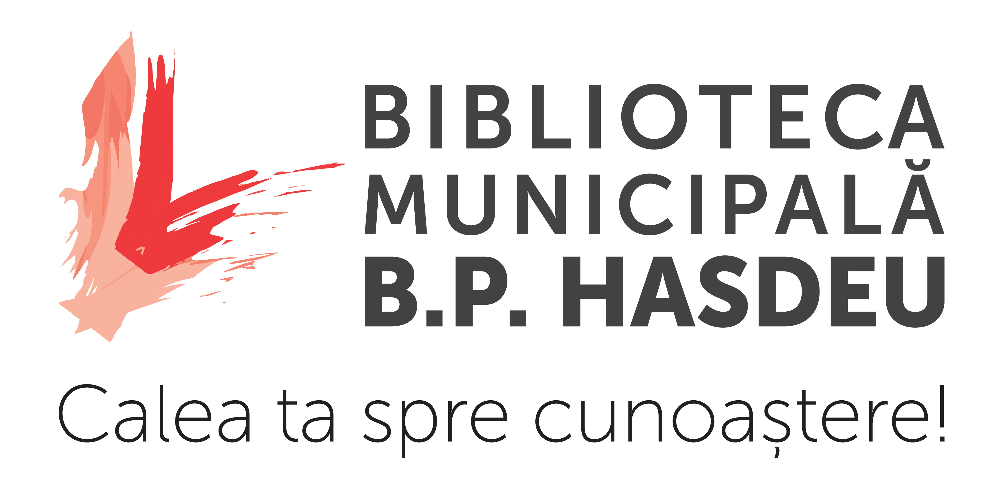 BIBLIOTECA
MUNICIPALĂ
B.P. HASDEU
Calea ta spre cunoaștere!